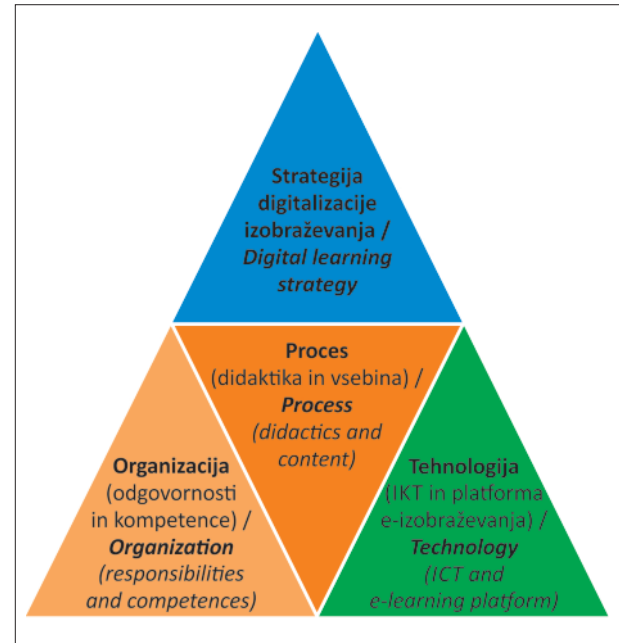 Strategija
digitalizacije
izobraževanja /
Digital learning
strategy
Proces
(didaktika in vsebina) /
Process
(didactics and
content)
Organizacija
(odgovornosti
in kompetence) /
Organization
(responsibilities
and competences)
Tehnologija
(IKT in platforma
e-izobraževanja) /
Technology
(ICT and
e-learning platform)